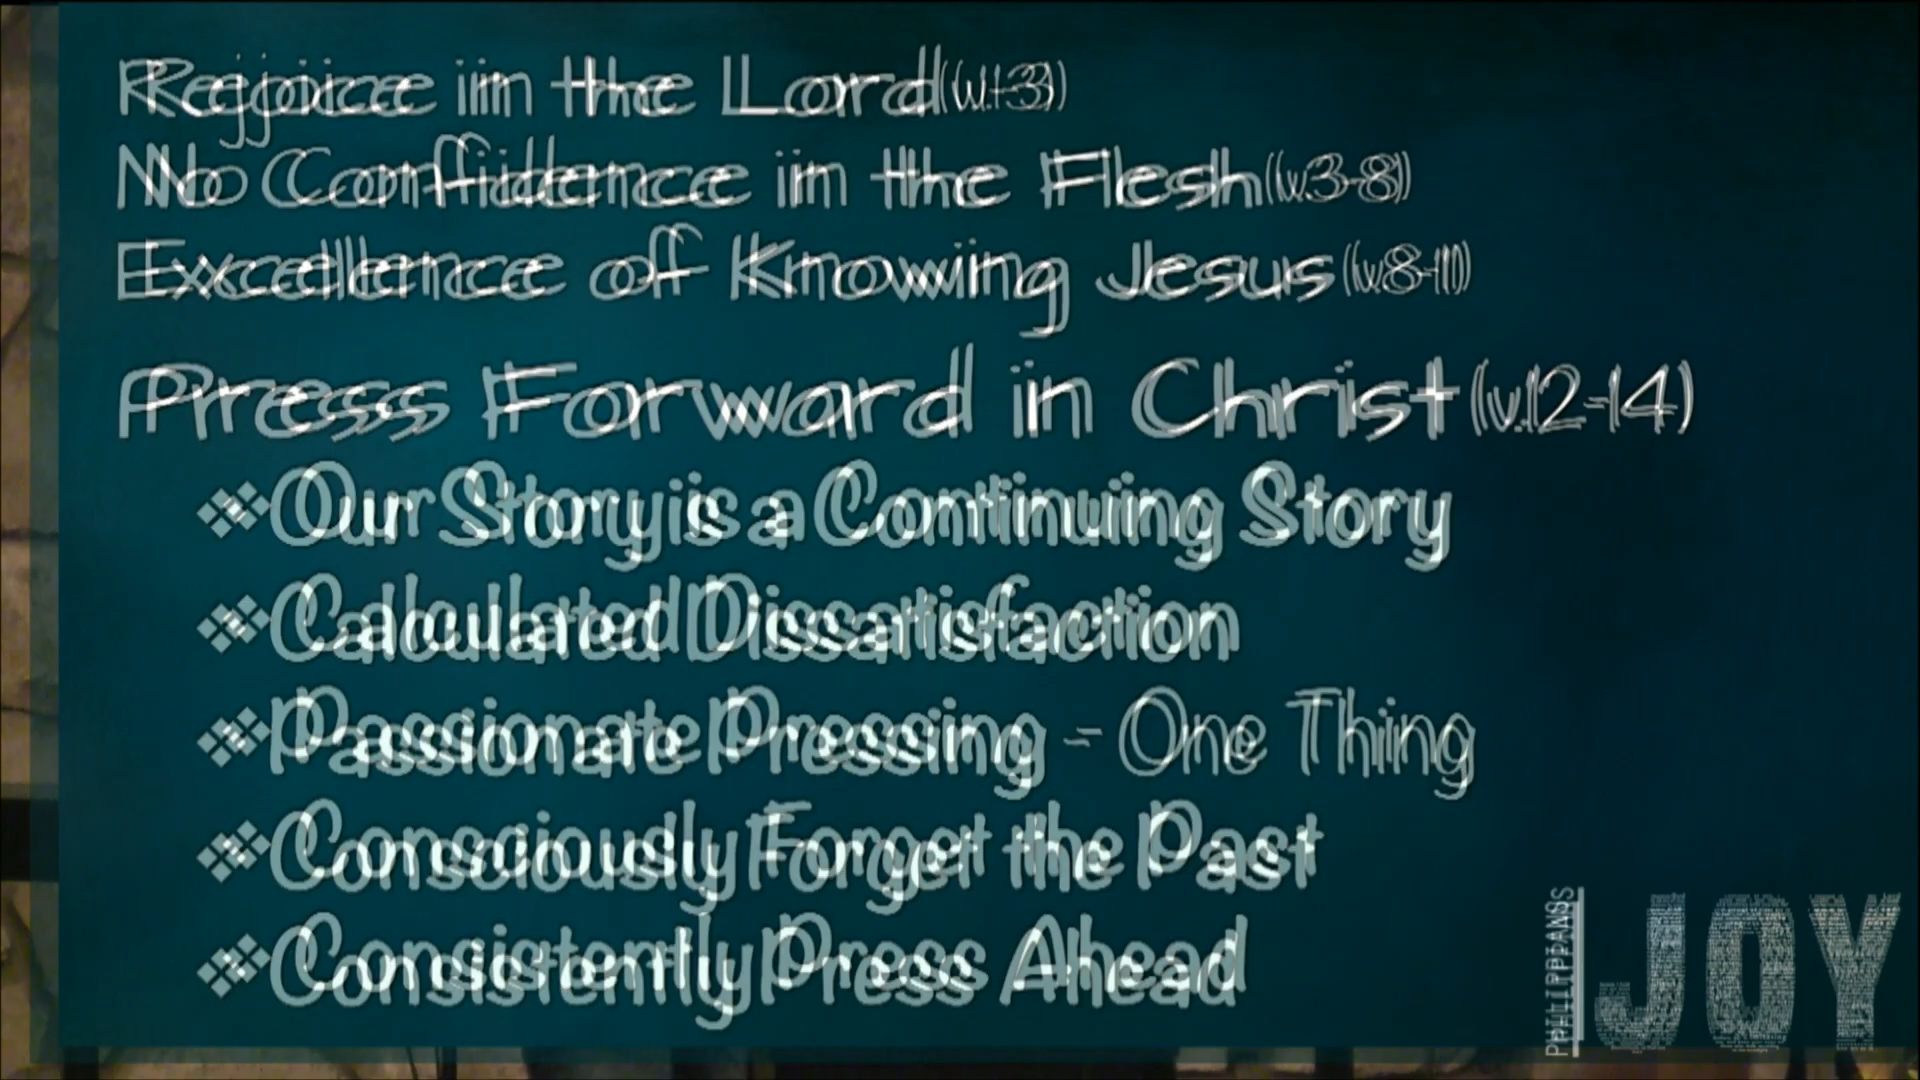 Rejoice in the Lord (v.1-3)
No Confidence in the Flesh (v.3-8)
Excellence of Knowing Jesus (v.8-11)
Press Forward in Christ (v.12-14)
❖Our Story is a Continuing Story
❖Calculated Dissatisfaction
❖Passionate Pressing - One Thing
❖Consciously Forget the Past
❖Consistently Press Ahead
PHILIPPIANS
JOY